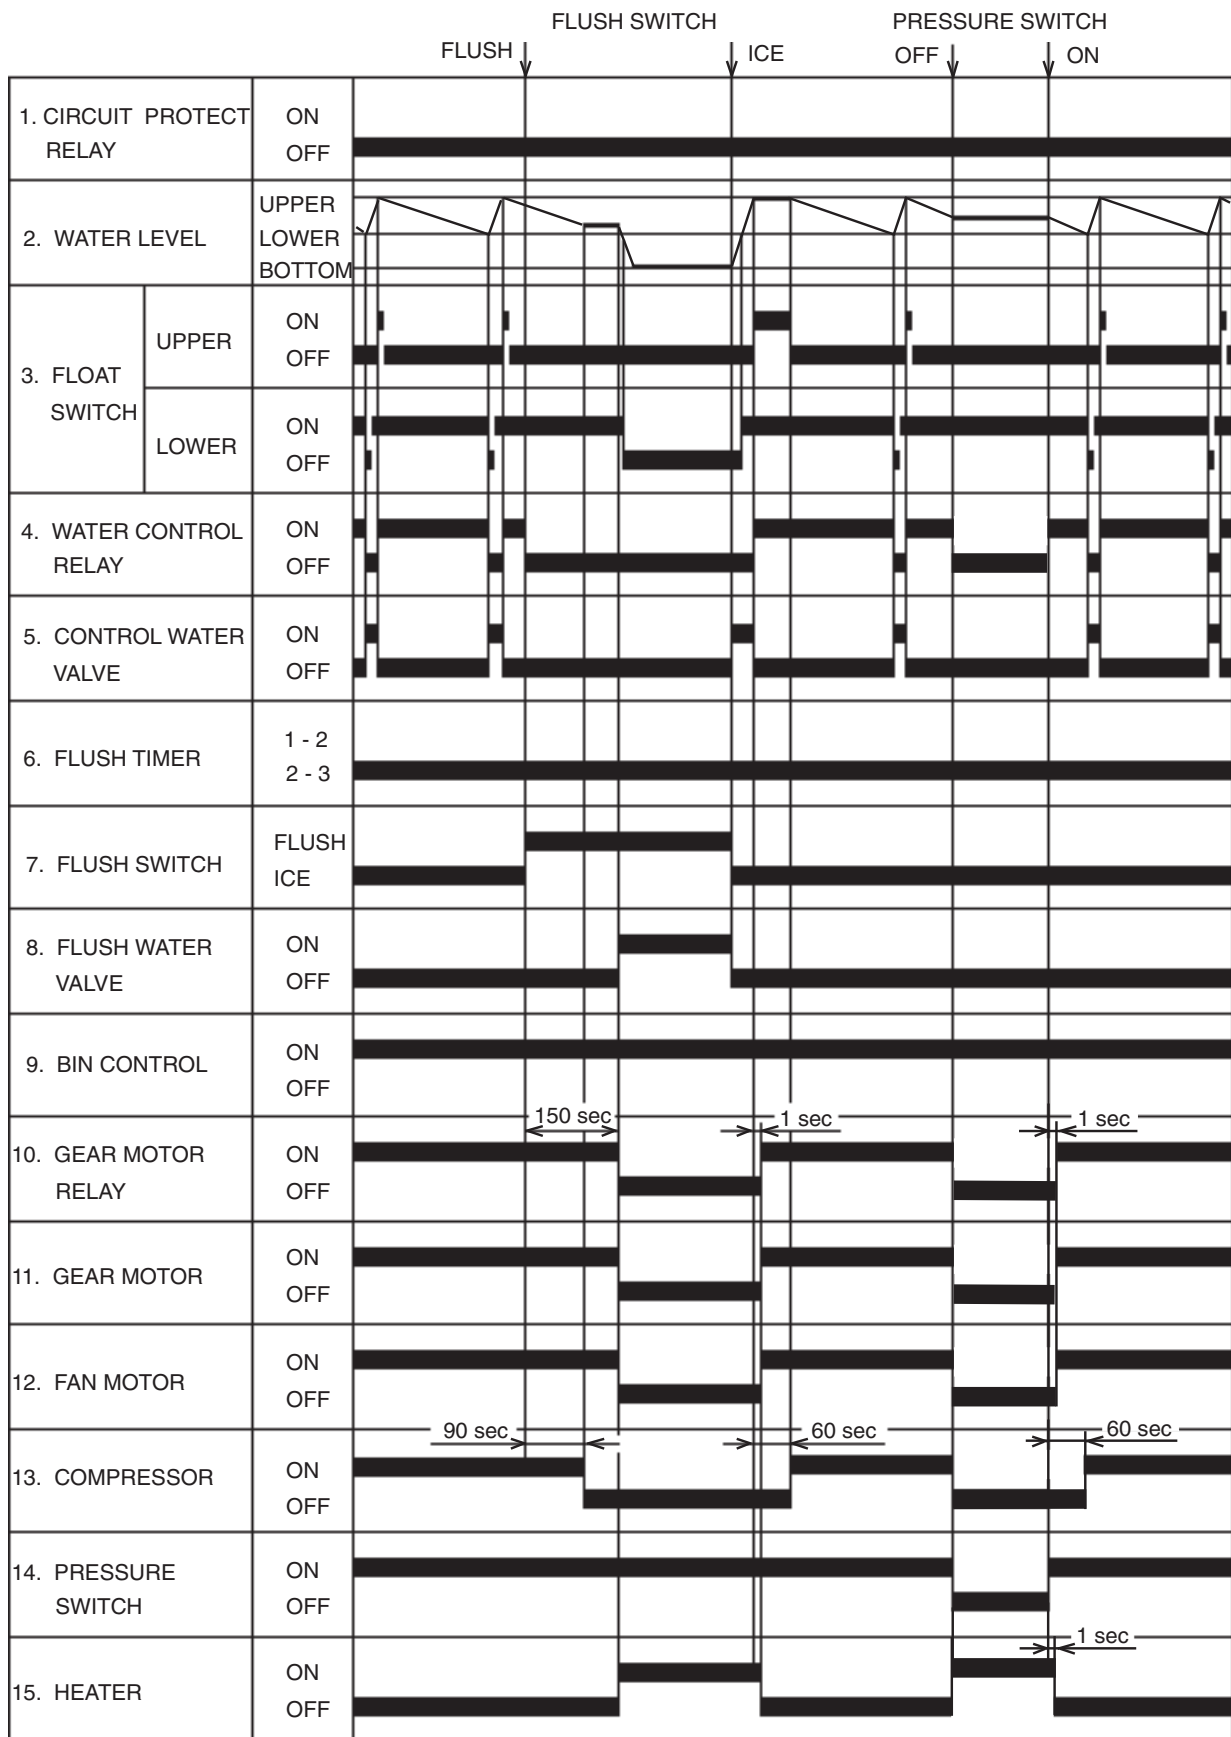 FLUSH SWITCH PRESSURE SWITCH
FLUSH ICE OFF ON
1. CIRCUIT PROTECT RELAY
ON
OFF
2. WATER LEVEL
UPPER
LOWER
BOTTOM
3. FLOAT SWITCH
UPPER
ON
OFF
LOWER
ON
OFF
4. WATER CONTROL RELAY
ON
OFF
5. CONTROL WATER VALVE
ON
OFF
6. FLUSH TIMER
1 - 2
2 - 3
7. FLUSH SWITCH
FLUSH
ICE
8. FLUSH WATER VALVE
ON
OFF
9. BIN CONTROL
ON
OFF
150 sec 1 sec 1 sec
10. GEAR MOTOR RELAY
ON
OFF
11. GEAR MOTOR
ON
OFF
12. FAN MOTOR
ON
OFF
90 sec 60 sec 60 sec
13. COMPRESSOR
ON
OFF
14. PRESSURE SWITCH
ON
OFF
1 sec
15. HEATER
ON
OFF